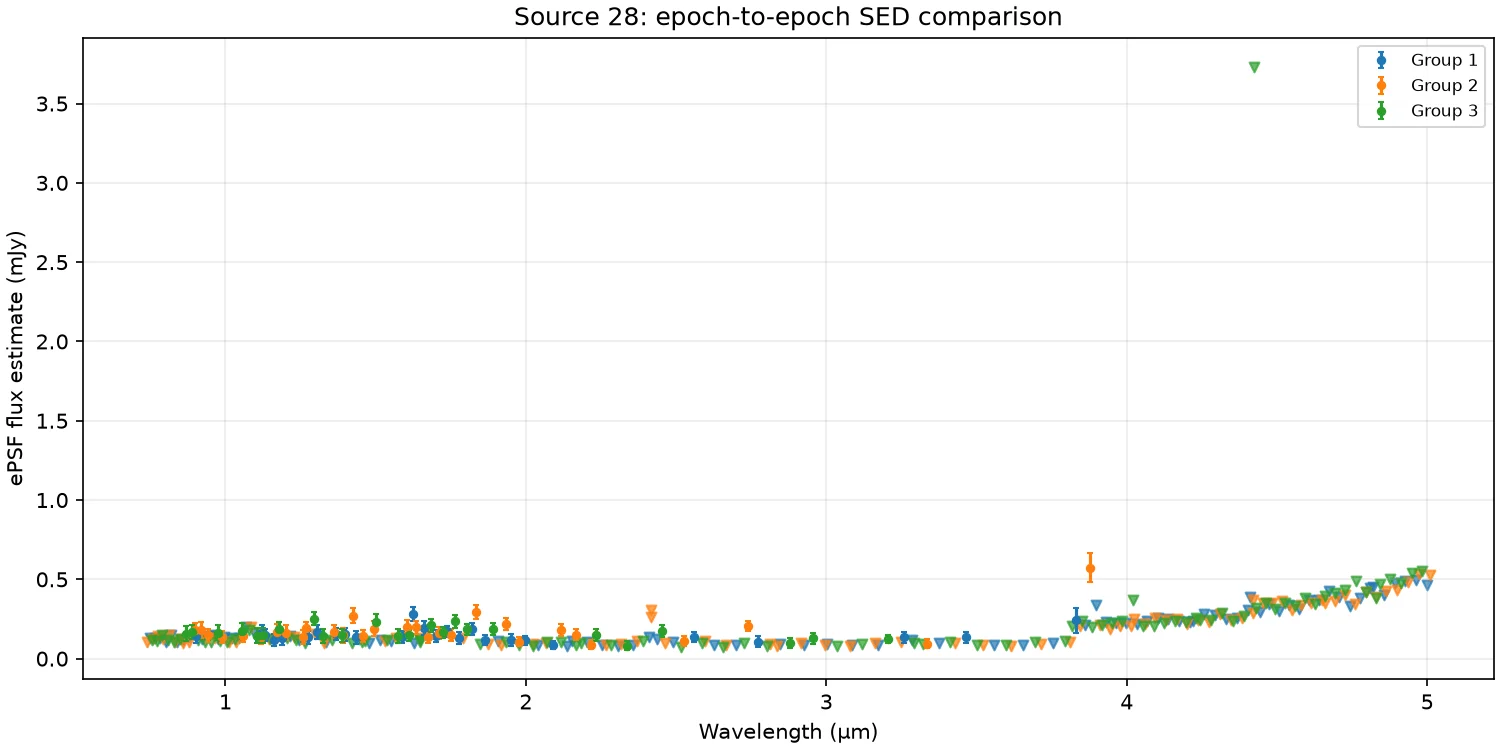 Source 28: epoch-to-epoch SED comparison
ePSF flux estimate (mJy)
3.5
3.0
2.5
2.0
1.5
1.0
0.5
0.0
Group 1
Group 2
Group 3
1
2
3
4
5
Wavelength (μm)